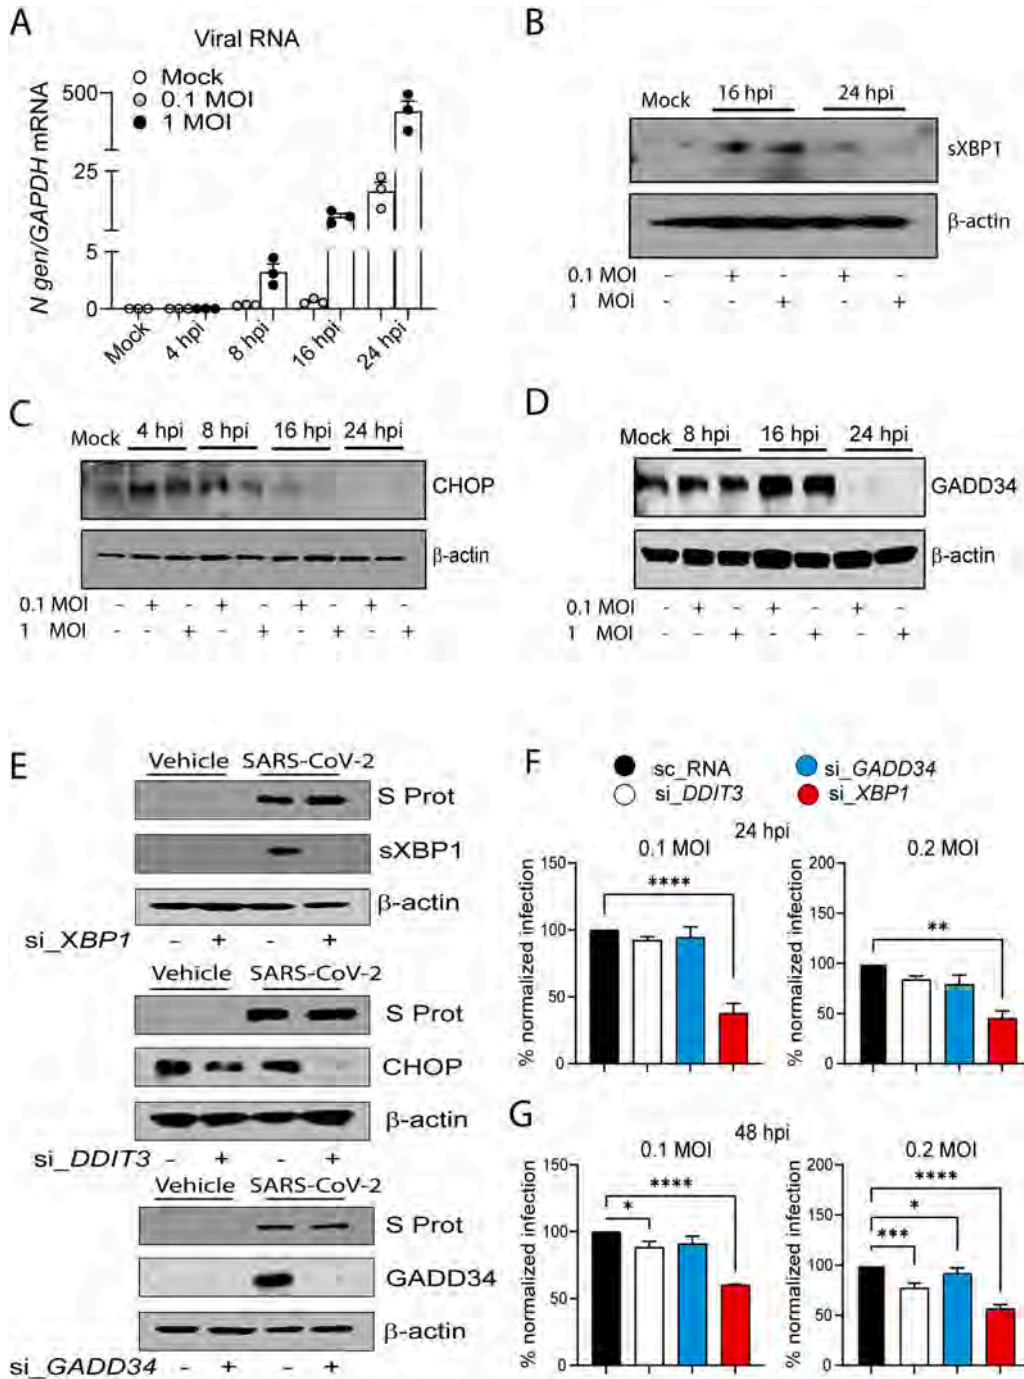 A
Viral RNA
Mock
0.1 MOI
1 MOI
N gen/GAPDH mRNA
500
25
5
0
Mock
4 hpi
8 hpi
16 hpi
24 hpi
B
Mock 16 hpi 24 hpi
sXBP1
β-actin
0.1 MOI - + - + -
1 MOI - - + - +
C
Mock 4 hpi 8 hpi 16 hpi 24 hpi
CHOP
β-actin
0.1 MOI - + - + - + - + -
1 MOI - - + - + - + - +
D
Mock 8 hpi 16 hpi 24 hpi
GADD34
β-actin
0.1 MOI - + - + - + -
1 MOI - - + - + - +
E
Vehicle SARS-CoV-2
S Prot
sXBP1
β-actin
si_XBP1 - + - +
Vehicle SARS-CoV-2
S Prot
CHOP
β-actin
si_DDIT3 - + - +
Vehicle SARS-CoV-2
S Prot
GADD34
β-actin
si_GADD34 - + - +
F
sc_RNA si_GADD34
si_DDIT3 si_XBP1
24 hpi
0.1 MOI
% normalized infection
150
100
50
0
****
0.2 MOI
% normalized infection
200
150
100
50
0
**
G
48 hpi
0.1 MOI
% normalized infection
150
100
50
0
****
*
0.2 MOI
% normalized infection
200
150
100
50
0
****
*
***